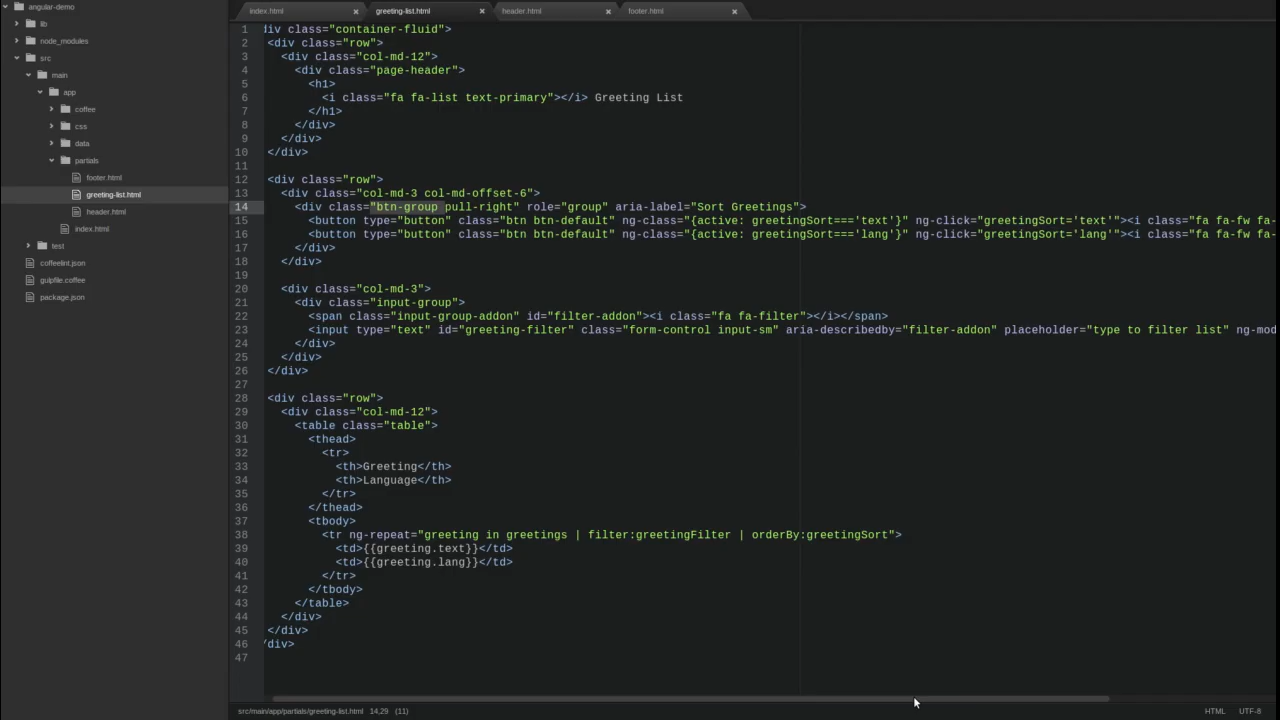 angular-demo
lib
node_modules
src
main
app
coffee
css
data
partials
footer.html
greeting-list.html
header.html
index.html
test
coffeelint.json
gulpfile.coffee
package.json
index.html × greeting-list.html × header.html × footer.html ×
1 div class="container-fluid">
2 <div class="row">
3 <div class="col-md-12">
4 <div class="page-header">
5 <h1>
6 <i class="fa fa-list text-primary"></i> Greeting List
7 </h1>
8 </div>
9 </div>
10 </div>
11
12 <div class="row">
13 <div class="col-md-3 col-md-offset-6">
14 <div class="btn-group pull-right" role="group" aria-label="Sort Greetings">
15 <button type="button" class="btn btn-default" ng-class="{active: greetingSort==='text'}" ng-click="greetingSort='text'"><i class="fa fa-fw fa-
16 <button type="button" class="btn btn-default" ng-class="{active: greetingSort==='lang'}" ng-click="greetingSort='lang'"><i class="fa fa-fw fa-
17 </div>
18 </div>
19
20 <div class="col-md-3">
21 <div class="input-group">
22 <span class="input-group-addon" id="filter-addon"><i class="fa fa-filter"></i></span>
23 <input type="text" id="greeting-filter" class="form-control input-sm" aria-describedby="filter-addon" placeholder="type to filter list" ng-mod
24 </div>
25 </div>
26 </div>
27
28 <div class="row">
29 <div class="col-md-12">
30 <table class="table">
31 <thead>
32 <tr>
33 <th>Greeting</th>
34 <th>Language</th>
35 </tr>
36 </thead>
37 <tbody>
38 <tr ng-repeat="greeting in greetings | filter:greetingFilter | orderBy:greetingSort">
39 <td>{{greeting.text}}</td>
40 <td>{{greeting.lang}}</td>
41 </tr>
42 </tbody>
43 </table>
44 </div>
45 </div>
46 /div>
47
src/main/app/partials/greeting-list.html 14,29 (11) HTML UTF-8